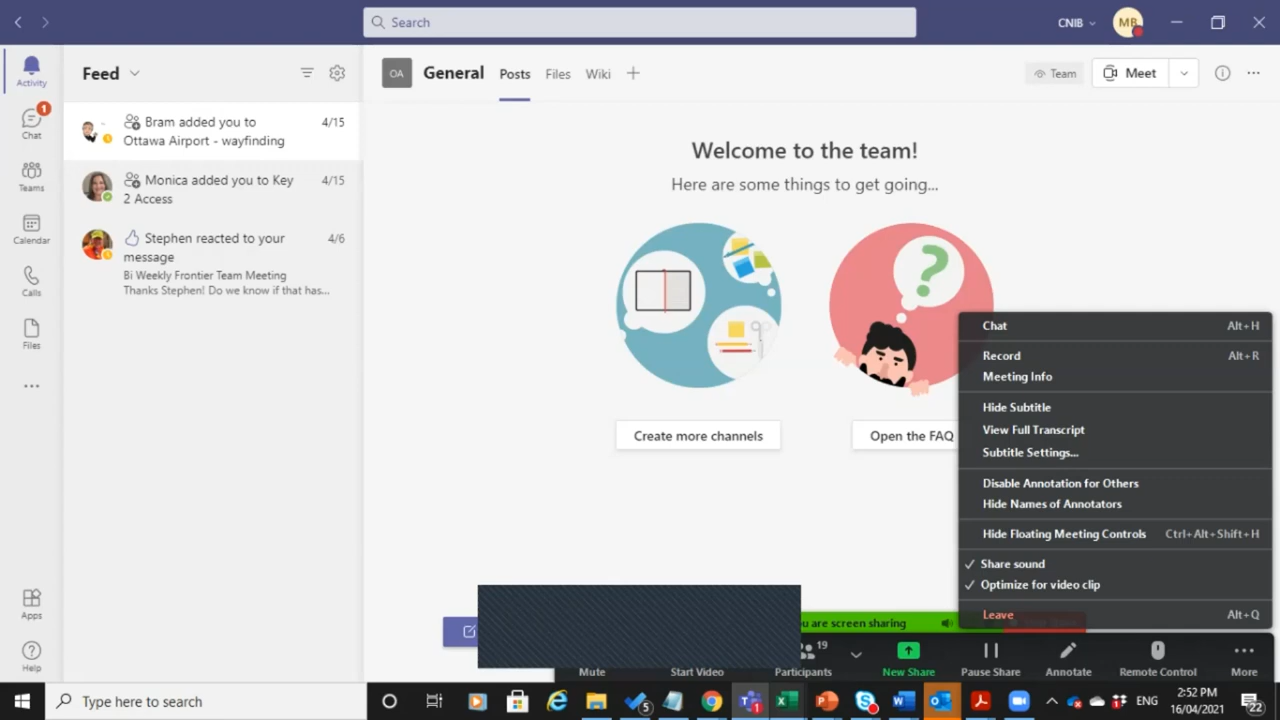 Search
CNIB
MB
Activity
Chat
1
Teams
Calendar
Calls
Files
Apps
Help
Feed
Bram added you to
Ottawa Airport - wayfinding
4/15
Monica added you to Key
2 Access
4/15
Stephen reacted to your
message
4/6
Bi Weekly Frontier Team Meeting
Thanks Stephen! Do we know if that has...
OA
General
Posts
Files
Wiki
Team
Meet
Welcome to the team!
Here are some things to get going...
Create more channels
Open the FAQ
Chat Alt+H
Record Alt+R
Meeting Info
Hide Subtitle
View Full Transcript
Subtitle Settings...
Disable Annotation for Others
Hide Names of Annotators
Hide Floating Meeting Controls Ctrl+Alt+Shift+H
Share sound
Optimize for video clip
Leave Alt+Q
are screen sharing
19
Mute
Start Video
Participants
New Share
Pause Share
Annotate
Remote Control
More
Type here to search
5
1
ENG
2:52 PM
16/04/2021
22